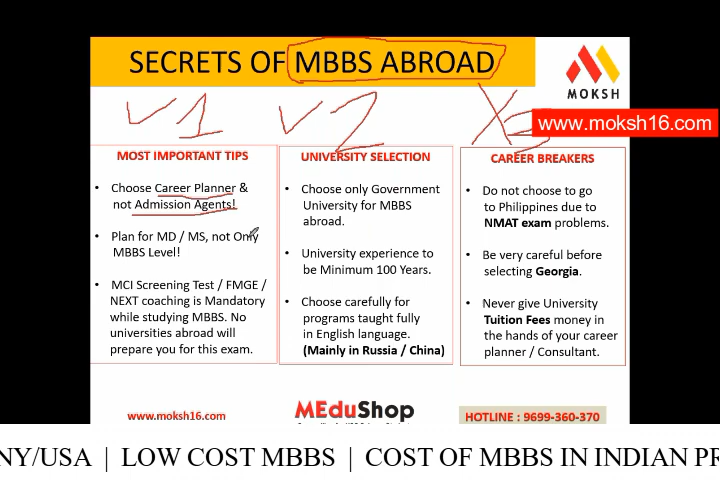 SECRETS OF MBBS ABROAD
MOKSH
www.moksh16.com
✓1 ✓2 X3
MOST IMPORTANT TIPS
• Choose Career Planner &
not Admission Agents!
• Plan for MD / MS, not Only
MBBS Level!
• MCI Screening Test / FMGE /
NEXT coaching is Mandatory
while studying MBBS. No
universities abroad will
prepare you for this exam.
UNIVERSITY SELECTION
• Choose only Government
University for MBBS
abroad.
• University experience to
be Minimum 100 Years.
• Choose carefully for
programs taught fully
in English language.
(Mainly in Russia / China)
CAREER BREAKERS
• Do not choose to go
to Philippines due to
NMAT exam problems.
• Be very careful before
selecting Georgia.
• Never give University
Tuition Fees money in
the hands of your career
planner / Consultant.
www.moksh16.com
MEduShop
HOTLINE : 9699-360-370
NY/USA | LOW COST MBBS | COST OF MBBS IN INDIAN PR